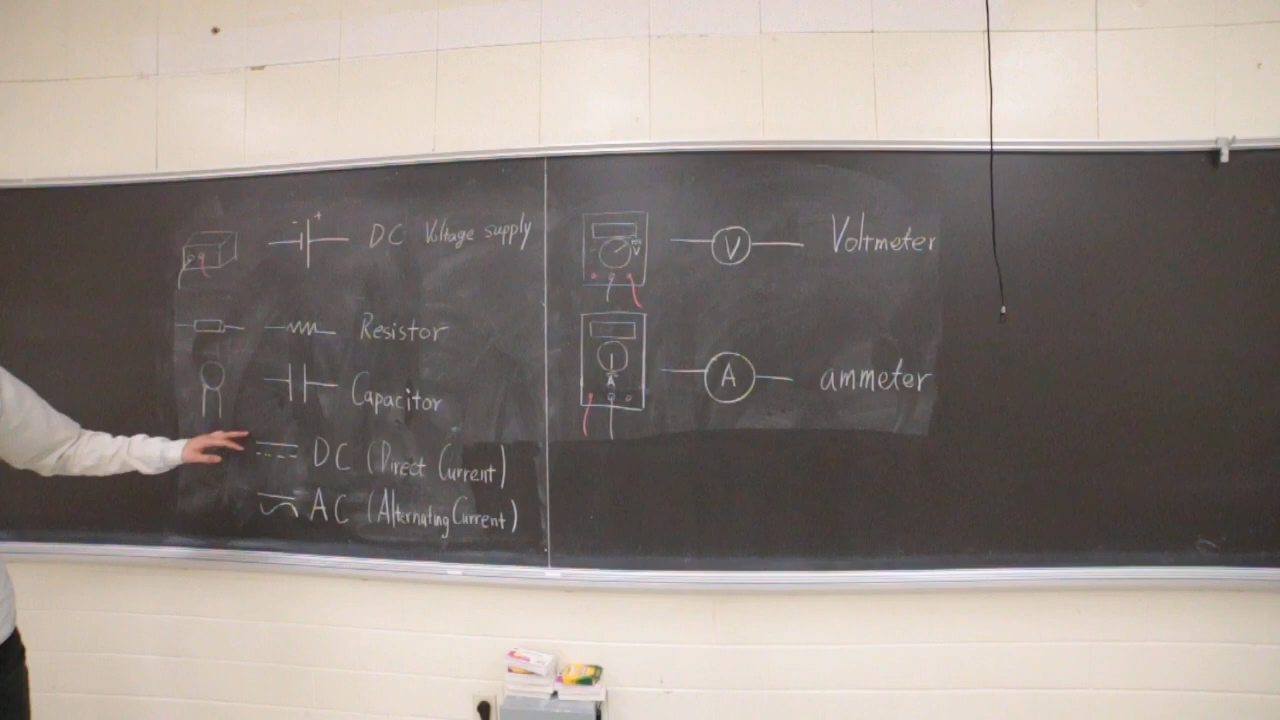 - + DC Voltage supply
Resistor
Capacitor
DC (Direct Current)
AC (Alternating Current)
V V Voltmeter
A A ammeter